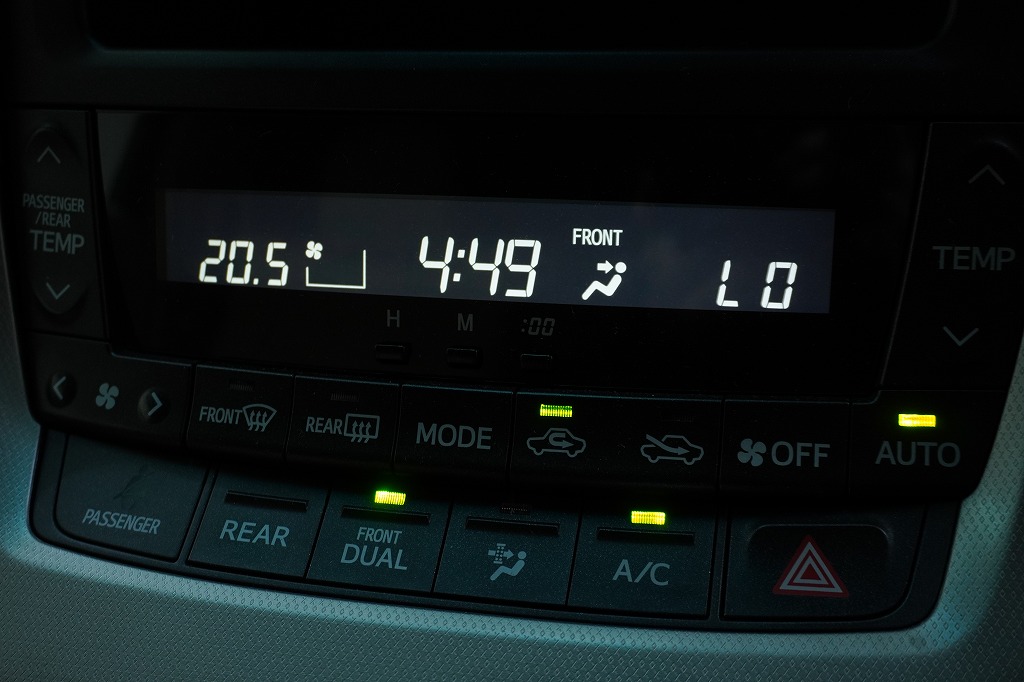 PASSENGER
/REAR
TEMP
20.5
4:49
FRONT
LO
TEMP
H
M
:00
FRONT
REAR
MODE
OFF
AUTO
PASSENGER
REAR
FRONT
DUAL
A/C